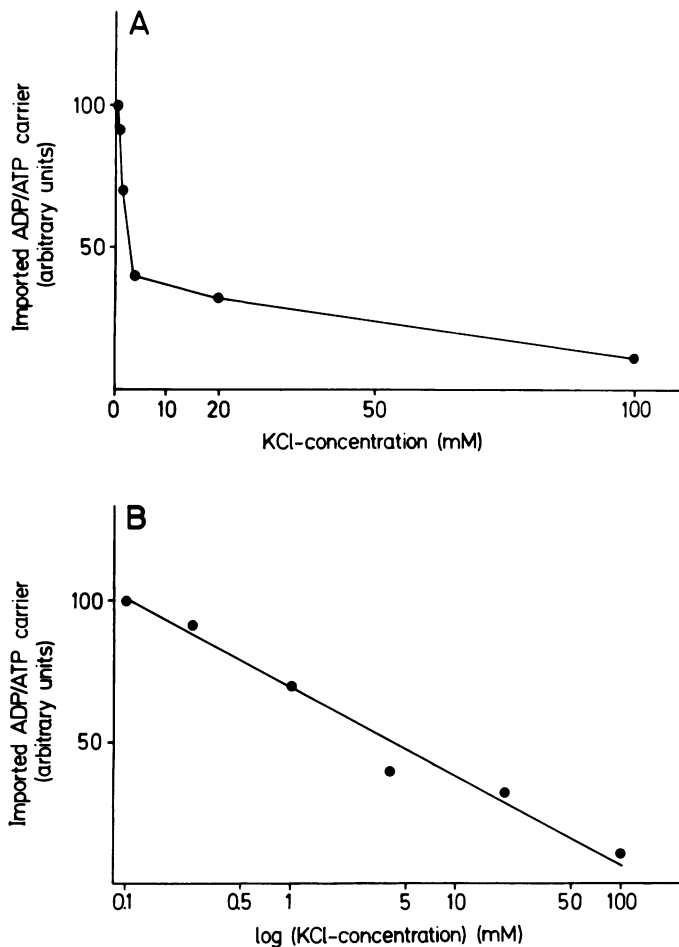 A
Imported ADP/ATP carrier
(arbitrary units)
100
50
0 10 20 50 100
KCl-concentration (mM)
B
Imported ADP/ATP carrier
(arbitrary units)
100
50
0.1 0.5 1 5 10 50 100
log (KCl-concentration) (mM)